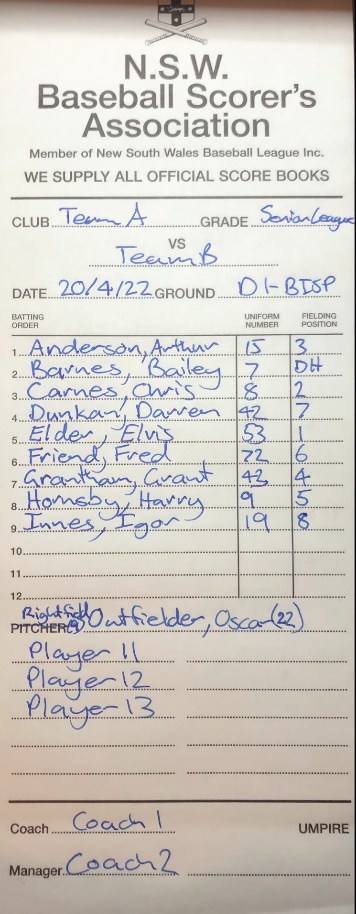 N.S.W.
Baseball Scorer's
Association
Member of New South Wales Baseball League Inc.
WE SUPPLY ALL OFFICIAL SCORE BOOKS
CLUB Team A GRADE Senior League
VS
Team B
DATE 20/4/22 GROUND D1-BISP
BATTING ORDER UNIFORM NUMBER FIELDING POSITION
1 Anderson, Arthur 15 3
2 Barnes, Bailey 7 DH
3 Carnes, Chris 8 2
4 Dunkan, Darren 42 7
5 Elder, Elvis 53 1
6 Friend, Fred 22 6
7 Grantham, Grant 43 4
8 Hornsby, Harry 9 5
9 Innes, Igor 19 8
10
11
12
Rightfield
PITCHER (9) Outfielder, Oscar (22)
Player 11
Player 12
Player 13
Coach Coach 1 UMPIRE
Manager Coach 2